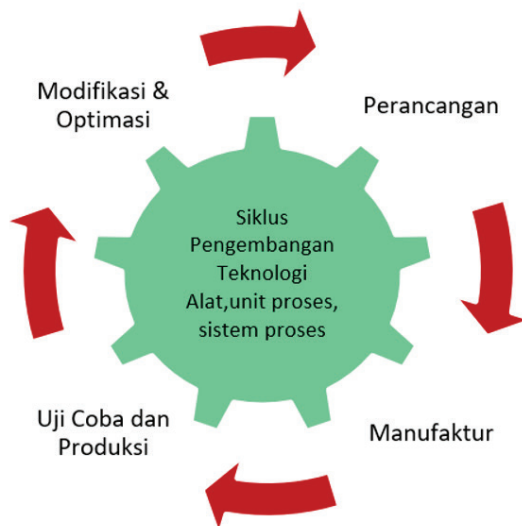 Modifikasi &
Optimasi
Perancangan
Siklus
Pengembangan
Teknologi
Alat,unit proses,
sistem proses
Uji Coba dan
Produksi
Manufaktur